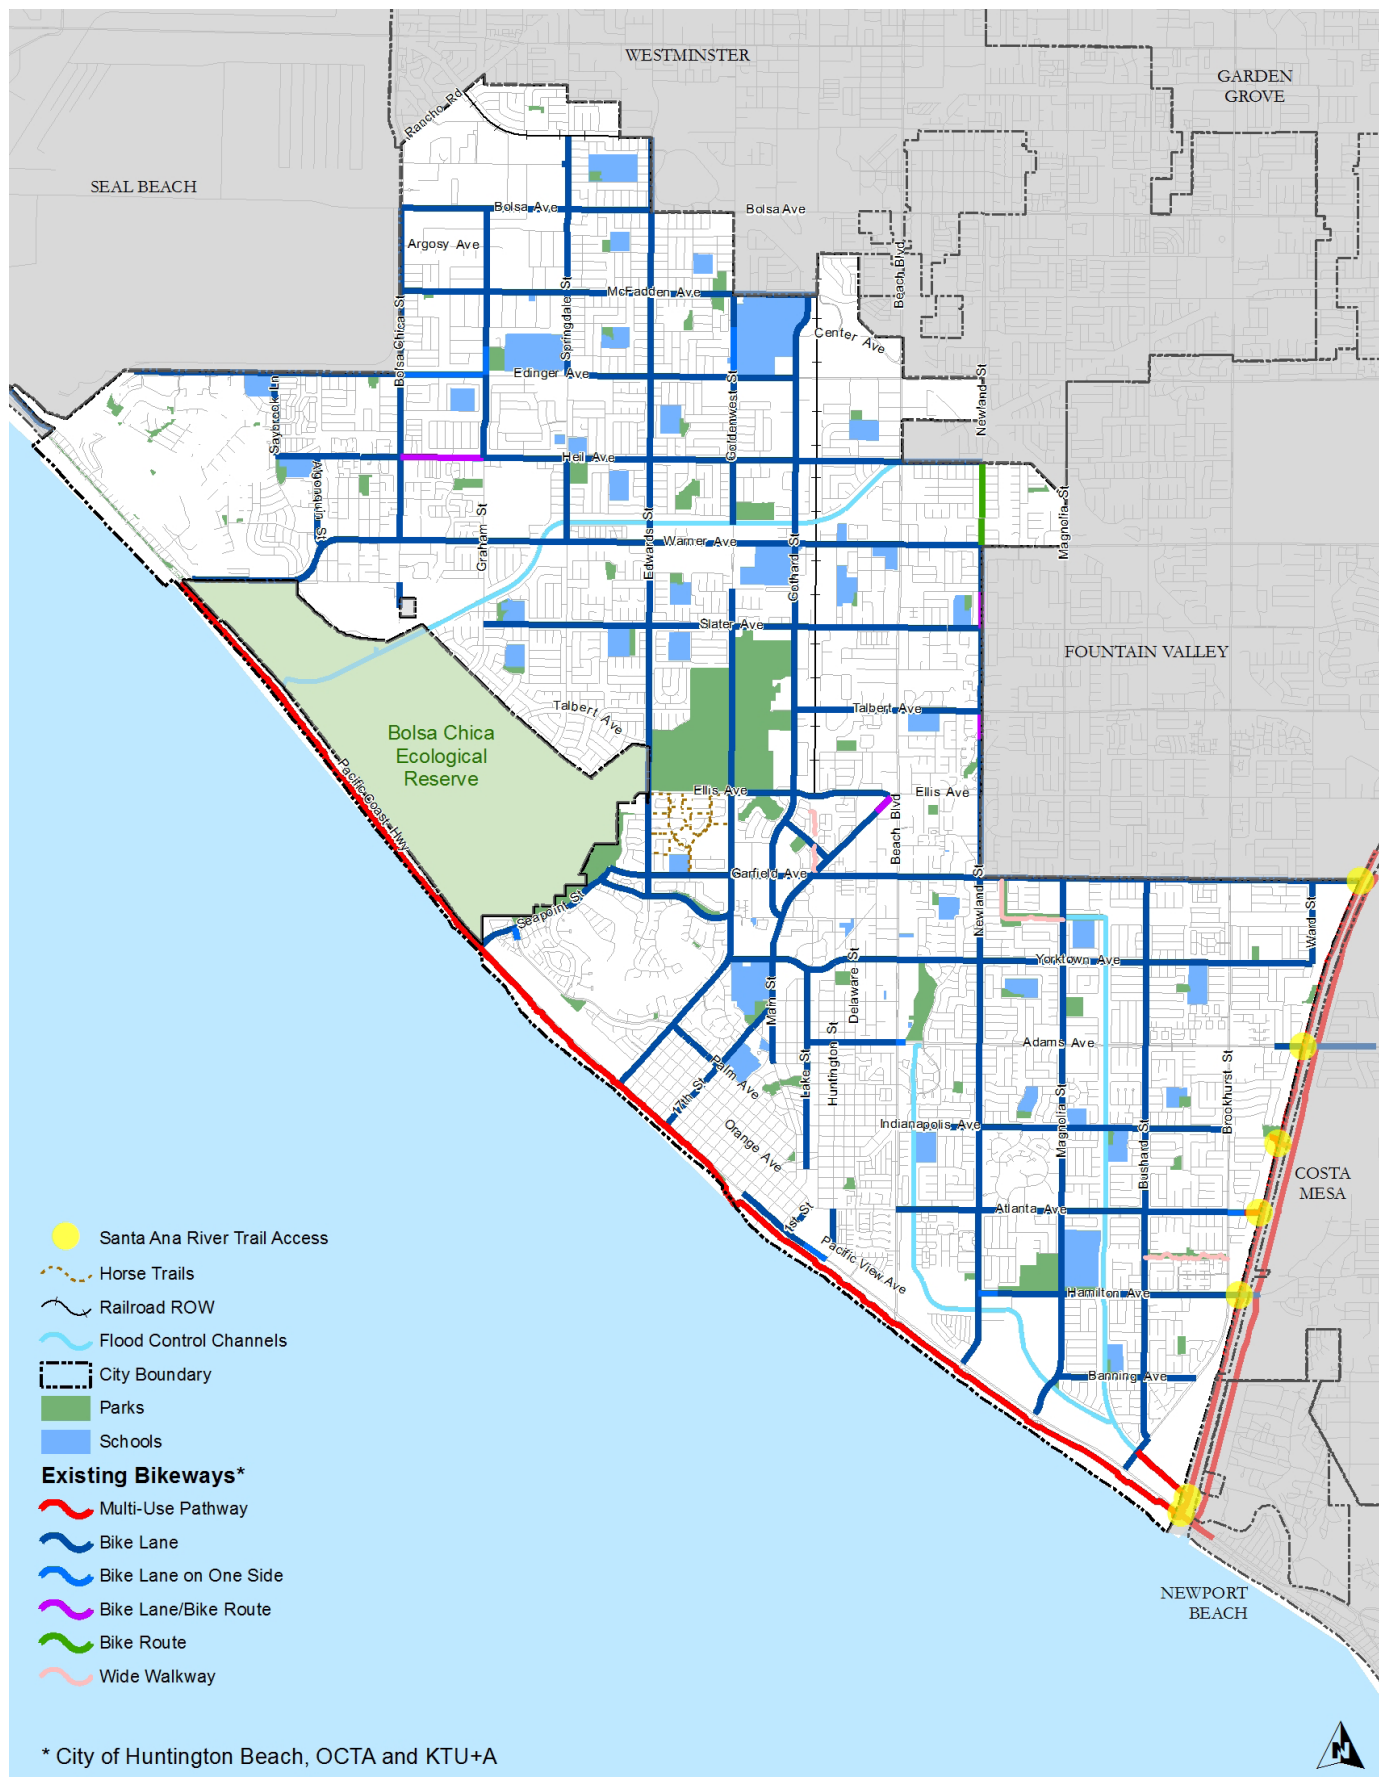 WESTMINSTER
GARDEN
GROVE
SEAL BEACH
Rancho Rd
Bolsa Ave
Bolsa Ave
Argosy Ave
Beach Blvd
McFadden Ave
Springdale St
Bolsa Chica St
Center Ave
Edinger Ave
Saybrook Ln
Goldenwest St
Newland St
Heil Ave
Algonquin St
Graham St
Edwards St
Magnolia St
Warner Ave
Gothard St
Slater Ave
FOUNTAIN VALLEY
Talbert Ave
Talbert Ave
Bolsa Chica
Ecological
Reserve
Pacific Coast Hwy
Ellis Ave
Ellis Ave
Beach Blvd
Garfield Ave
Seapoint St
Newland St
Ward St
Yorktown Ave
Delaware St
Main St
Huntington St
Adams Ave
Lake St
Palm Ave
17th St
Magnolia St
Brookhurst St
Orange Ave
Indianapolis Ave
Bushard St
COSTA
MESA
1st St
Atlanta Ave
Pacific View Ave
Hamilton Ave
Banning Ave
NEWPORT
BEACH
Santa Ana River Trail Access
Horse Trails
Railroad ROW
Flood Control Channels
City Boundary
Parks
Schools
Existing Bikeways*
Multi-Use Pathway
Bike Lane
Bike Lane on One Side
Bike Lane/Bike Route
Bike Route
Wide Walkway
* City of Huntington Beach, OCTA and KTU+A
N